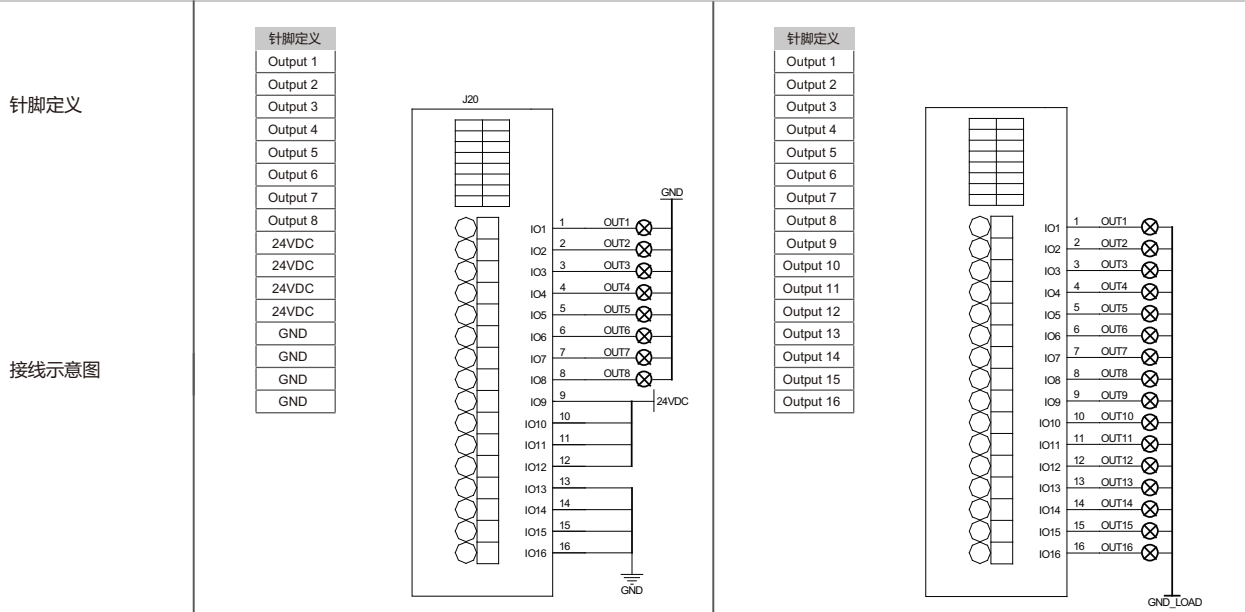 针脚定义
接线示意图
针脚定义
Output 1
Output 2
Output 3
Output 4
Output 5
Output 6
Output 7
Output 8
24VDC
24VDC
24VDC
24VDC
GND
GND
GND
GND
J20
GND
IO1 1 OUT1
IO2 2 OUT2
IO3 3 OUT3
IO4 4 OUT4
IO5 5 OUT5
IO6 6 OUT6
IO7 7 OUT7
IO8 8 OUT8
IO9 9 24VDC
IO10 10
IO11 11
IO12 12
IO13 13
IO14 14
IO15 15
IO16 16
GND
针脚定义
Output 1
Output 2
Output 3
Output 4
Output 5
Output 6
Output 7
Output 8
Output 9
Output 10
Output 11
Output 12
Output 13
Output 14
Output 15
Output 16
IO1 1 OUT1
IO2 2 OUT2
IO3 3 OUT3
IO4 4 OUT4
IO5 5 OUT5
IO6 6 OUT6
IO7 7 OUT7
IO8 8 OUT8
IO9 9 OUT9
IO10 10 OUT10
IO11 11 OUT11
IO12 12 OUT12
IO13 13 OUT13
IO14 14 OUT14
IO15 15 OUT15
IO16 16 OUT16
GND_LOAD